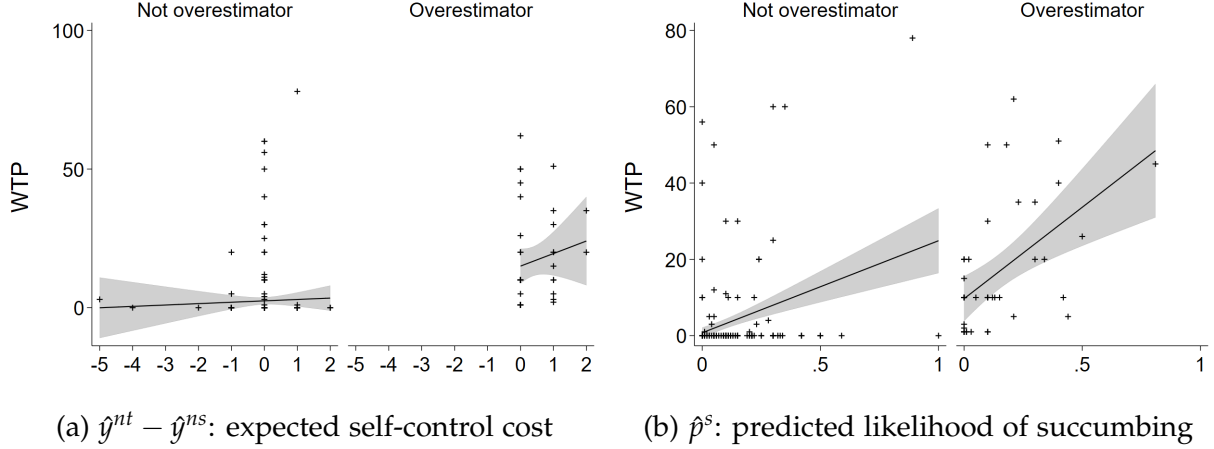 Not overestimator
Overestimator
Not overestimator
Overestimator
100
50
0
WTP
-5 -4 -3 -2 -1 0 1 2
-5 -4 -3 -2 -1 0 1 2
80
60
40
20
0
WTP
0 .5 1
0 .5 1
(a) ŷⁿᵗ − ŷⁿˢ: expected self-control cost
(b) p̂ˢ: predicted likelihood of succumbing